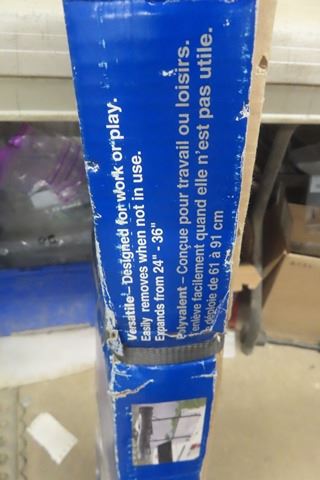 Versatile – Designed for work or play.
Easily removes when not in use.
Expands from 24" - 36"
Polyvalent – Conçue pour travail ou loisirs.
enlève facilement quand elle n'est pas utile.
déploie de 61 à 91 cm